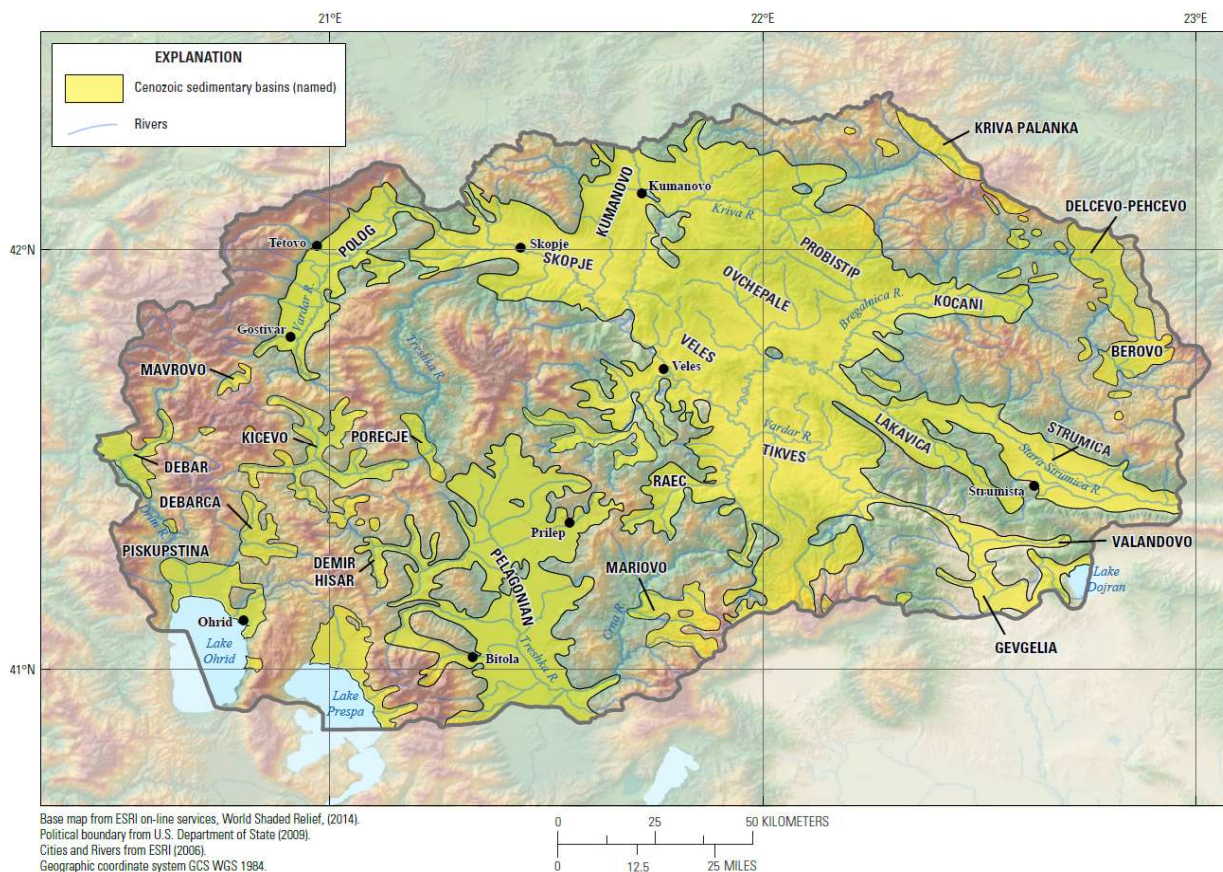 21°E
22°E
23°E
EXPLANATION
Cenozoic sedimentary basins (named)
Rivers
KRIVA PALANKA
KUMANOVO
Kumanovo
Kriva R.
DELCEVO-PEHCEVO
42°N
Tetovo
POLOG
Skopje
SKOPJE
PROBISTIP
OVCHEPALE
Vardar R.
Bregalnica R.
KOCANI
Gostivar
Treshka R.
VELES
Veles
BEROVO
MAVROVO
KICEVO
PORECJE
Vardar R.
TIKVES
LAKAVICA
STRUMICA
Stara Strumica R.
DEBAR
RAEC
Strumista
DEBARCA
Drim R.
Prilep
PISKUPSTINA
DEMIR
HISAR
PELAGONIAN
MARIOVO
VALANDOVO
Lake
Dojran
Crna R.
Ohrid
Lake
Ohrid
Bitola
Treshka R.
GEVGELIA
41°N
Lake
Prespa
Base map from ESRI on-line services, World Shaded Relief, (2014).
Political boundary from U.S. Department of State (2009).
Cities and Rivers from ESRI (2006).
Geographic coordinate system GCS WGS 1984.
0 25 50 KILOMETERS
0 12.5 25 MILES